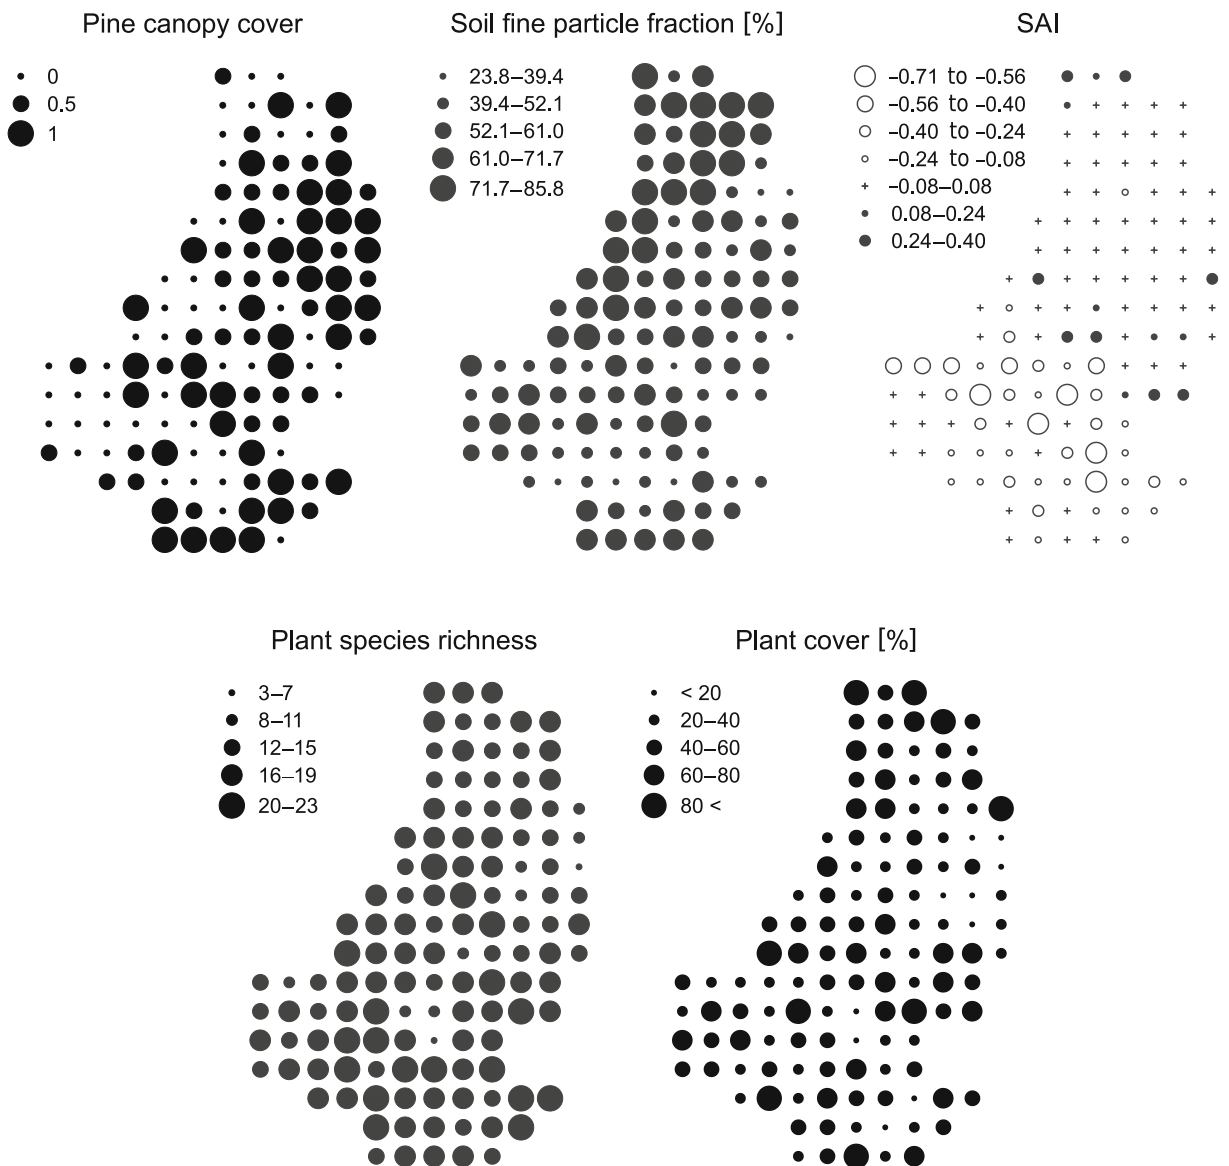 Pine canopy cover
0
0.5
1
Soil fine particle fraction [%]
23.8–39.4
39.4–52.1
52.1–61.0
61.0–71.7
71.7–85.8
SAI
−0.71 to −0.56
−0.56 to −0.40
−0.40 to −0.24
−0.24 to −0.08
−0.08–0.08
0.08–0.24
0.24–0.40
Plant species richness
3–7
8–11
12–15
16–19
20–23
Plant cover [%]
< 20
20–40
40–60
60–80
80 <